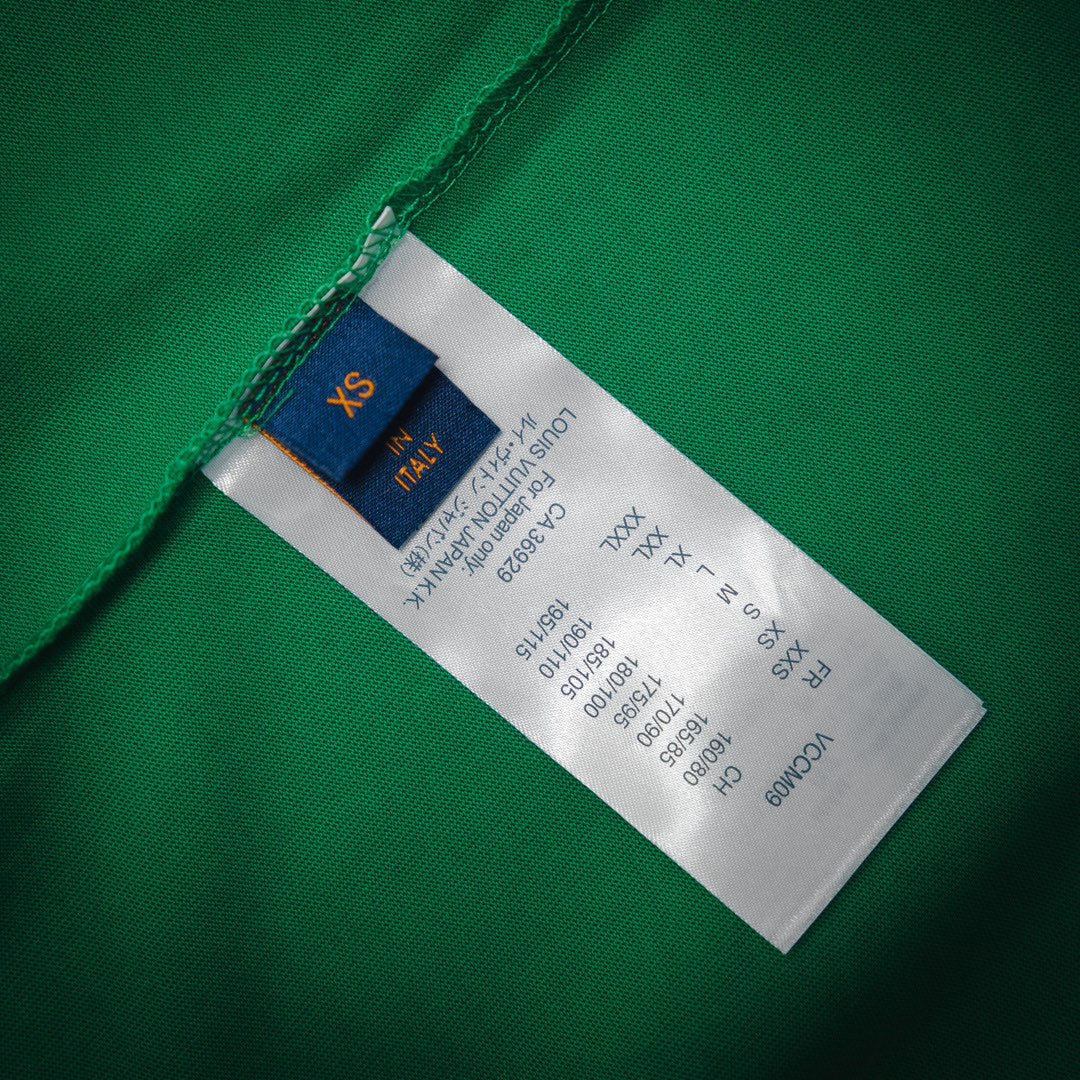 XS
IN
ITALY
VCCM09
FR CH
XXS 160/80
XS 165/85
S 170/90
M 175/95
L 180/100
XL 185/105
XXL 190/110
XXXL 195/115
CA 36929
For Japan only:
LOUIS VUITTON JAPAN K.K.
ルイ・ヴィトン ジャパン(株)